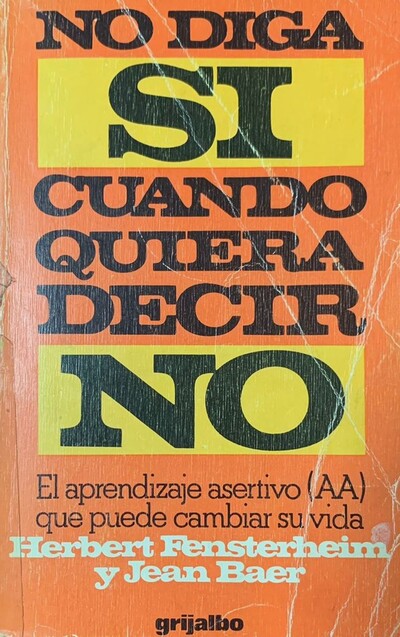 NO DIGA
SI
CUANDO
QUIERA
DECIR
NO
El aprendizaje asertivo (AA)
que puede cambiar su vida
Herbert Fensterheim
y Jean Baer
grijalbo